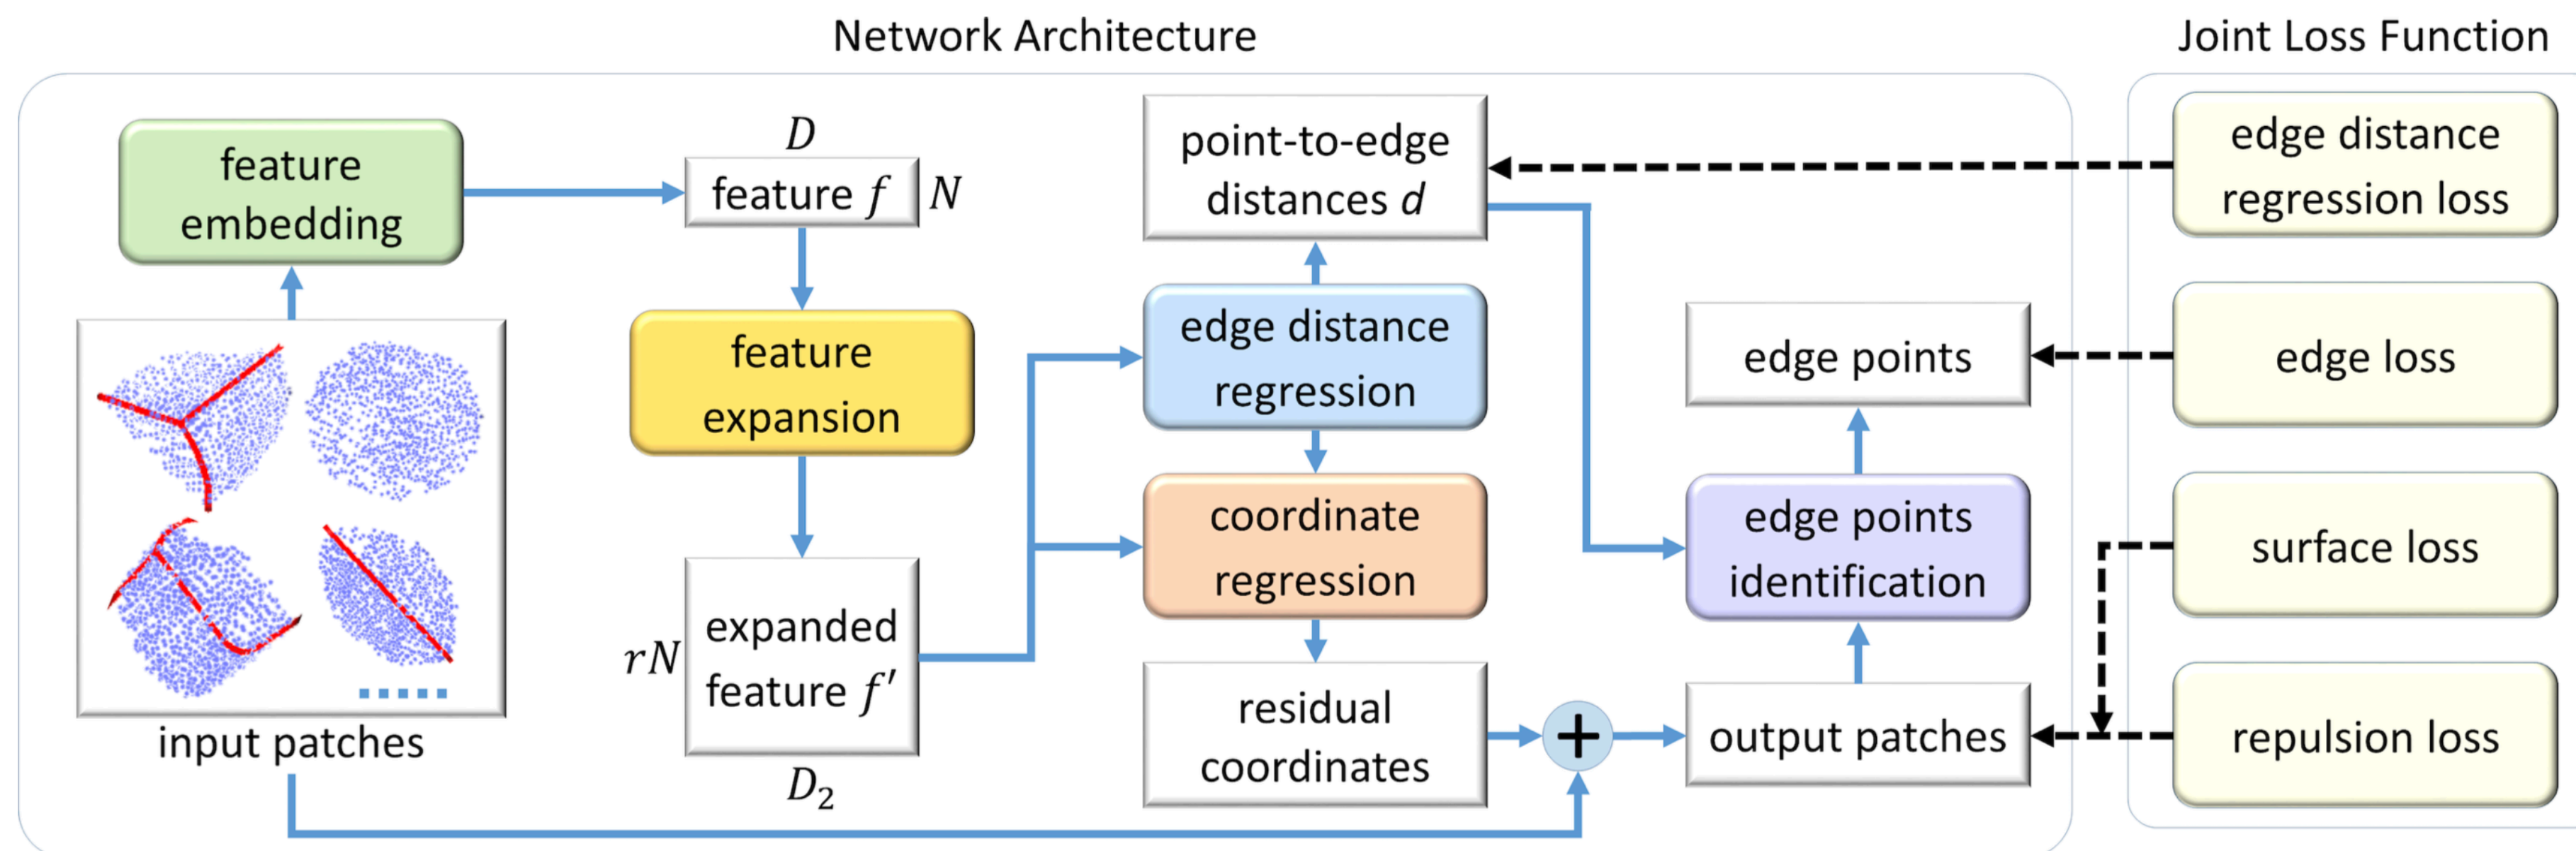 Network Architecture
Joint Loss Function
feature
embedding
D
feature f
N
feature
expansion
rN
expanded
feature f′
D₂
input patches
point-to-edge
distances d
edge distance
regression
coordinate
regression
residual
coordinates
+
edge points
edge points
identification
output patches
edge distance
regression loss
edge loss
surface loss
repulsion loss